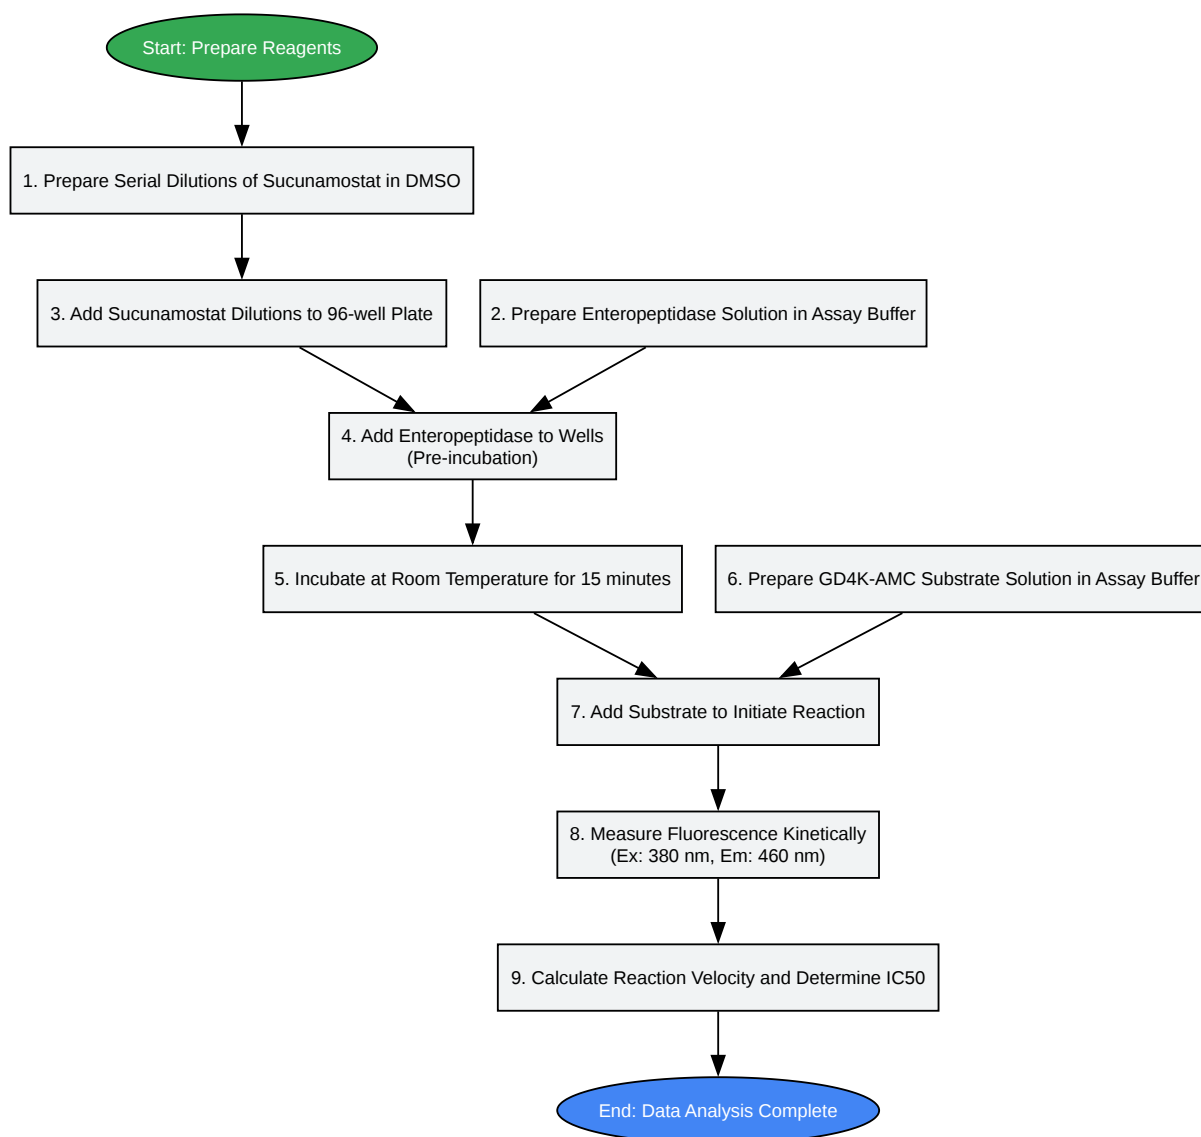 Start: Prepare Reagents
1. Prepare Serial Dilutions of Sucunamostat in DMSO
3. Add Sucunamostat Dilutions to 96-well Plate
2. Prepare Enteropeptidase Solution in Assay Buffer
4. Add Enteropeptidase to Wells
(Pre-incubation)
5. Incubate at Room Temperature for 15 minutes
6. Prepare GD4K-AMC Substrate Solution in Assay Buffer
7. Add Substrate to Initiate Reaction
8. Measure Fluorescence Kinetically
(Ex: 380 nm, Em: 460 nm)
9. Calculate Reaction Velocity and Determine IC50
End: Data Analysis Complete